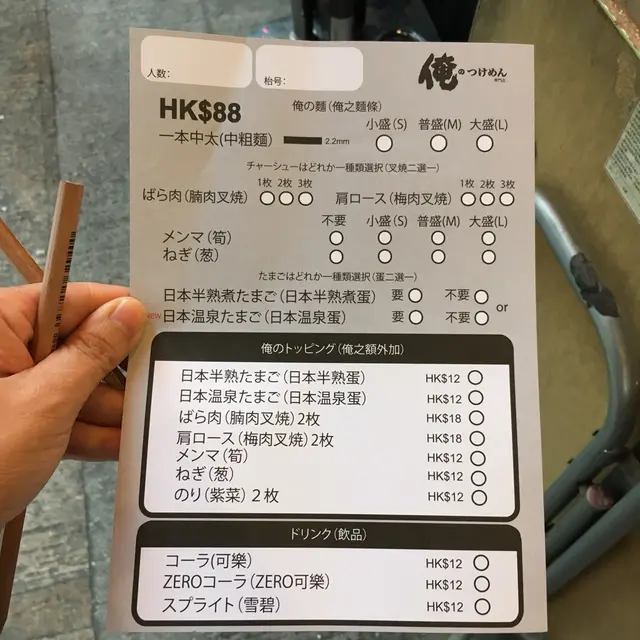 人数:
枱号:
俺のつけめん
専門店
HK$88
俺の麵(俺之麵條)
小盛(S) 普盛(M) 大盛(L)
一本中太(中粗麵) 2.2mm
チャーシューはどれか一種類選択(叉燒二選一)
1枚 2枚 3枚 1枚 2枚 3枚
ばら肉(腩肉叉燒) 肩ロース(梅肉叉燒)
不要 小盛(S) 普盛(M) 大盛(L)
メンマ(筍)
ねぎ(葱)
たまごはどれか一種類選択(蛋二選一)
日本半熟煮たまご(日本半熟煮蛋) 要 不要
or
NEW 日本温泉たまご(日本温泉蛋) 要 不要
俺のトッピング(俺之額外加)
日本半熟たまご(日本半熟蛋) HK$12
日本温泉たまご(日本温泉蛋) HK$12
ばら肉(腩肉叉燒)2枚 HK$18
肩ロース(梅肉叉燒)2枚 HK$18
メンマ(筍) HK$12
ねぎ(葱) HK$12
のり(紫菜)2枚 HK$12
ドリンク(飲品)
コーラ(可樂) HK$12
ZEROコーラ(ZERO可樂) HK$12
スプライト(雪碧) HK$12